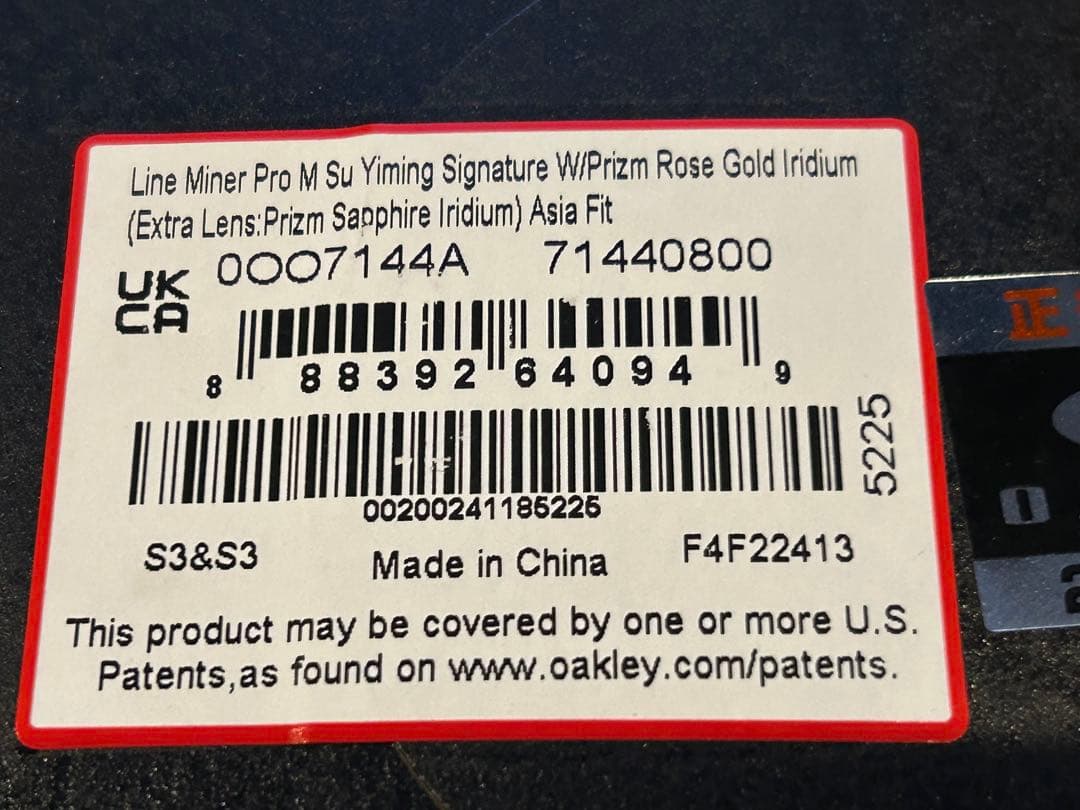 Line Miner Pro M Su Yiming Signature W/Prizm Rose Gold Iridium
(Extra Lens:Prizm Sapphire Iridium) Asia Fit
UK
CA
0OO7144A 71440800
8 88392 64094 9
00200241185225
5225
S3&S3 Made in China F4F22413
This product may be covered by one or more U.S.
Patents,as found on www.oakley.com/patents.
正